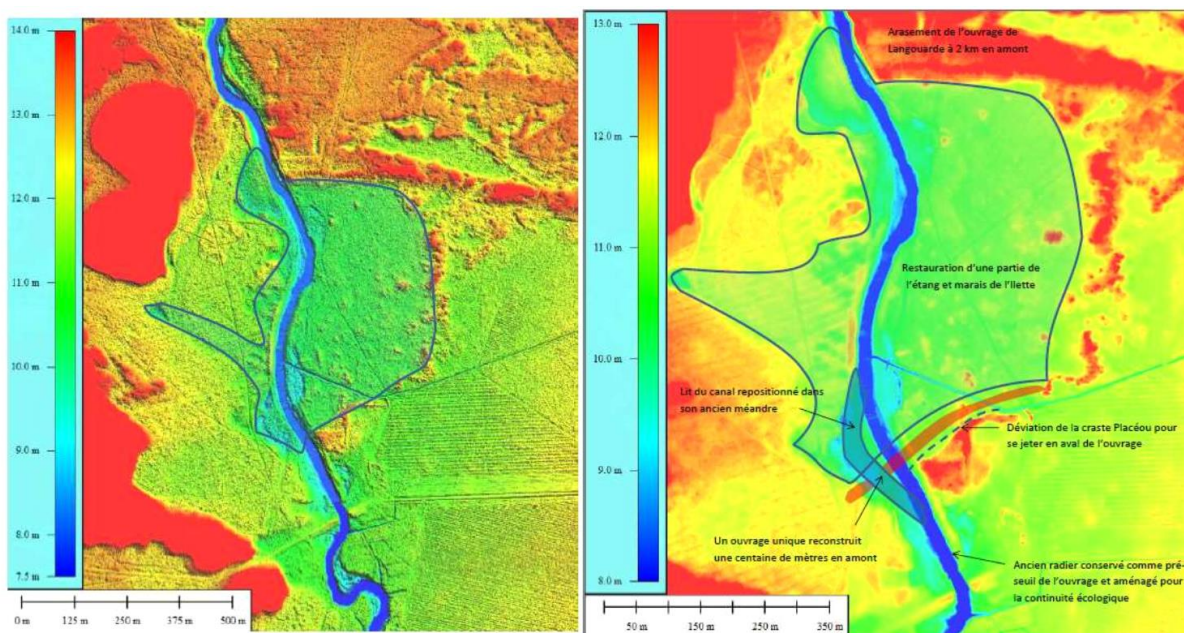 14.0 m
13.0 m
12.0 m
11.0 m
10.0 m
9.0 m
8.0 m
7.5 m
0 m 125 m 250 m 375 m 500 m
13.0 m
12.0 m
11.0 m
10.0 m
9.0 m
8.0 m
50 m 150 m 250 m 350 m
Arasement de l'ouvrage de
Langouarde à 2 km en amont
Restauration d'une partie de
l'étang et marais de l'Ilette
Lit du canal repositionné dans
son ancien méandre
Déviation de la craste Placéou pour
se jeter en aval de l'ouvrage
Un ouvrage unique reconstruit
une centaine de mètres en amont
Ancien radier conservé comme pré-
seuil de l'ouvrage et aménagé pour
la continuité écologique